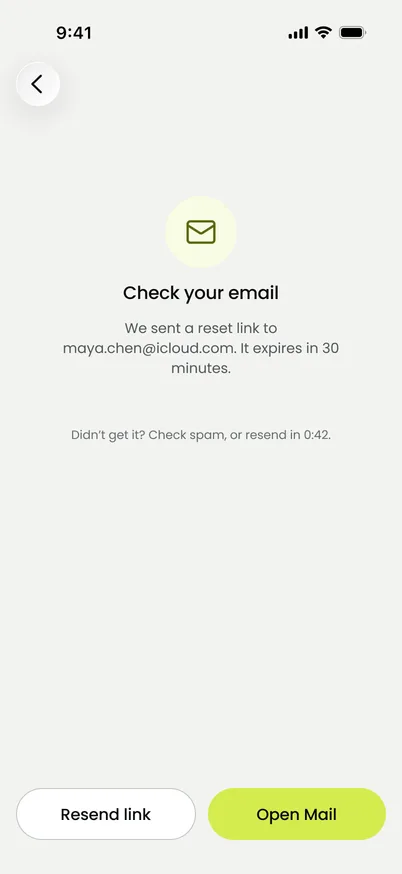 9:41
Check your email
We sent a reset link to
maya.chen@icloud.com. It expires in 30
minutes.
Didn’t get it? Check spam, or resend in 0:42.
Resend link
Open Mail